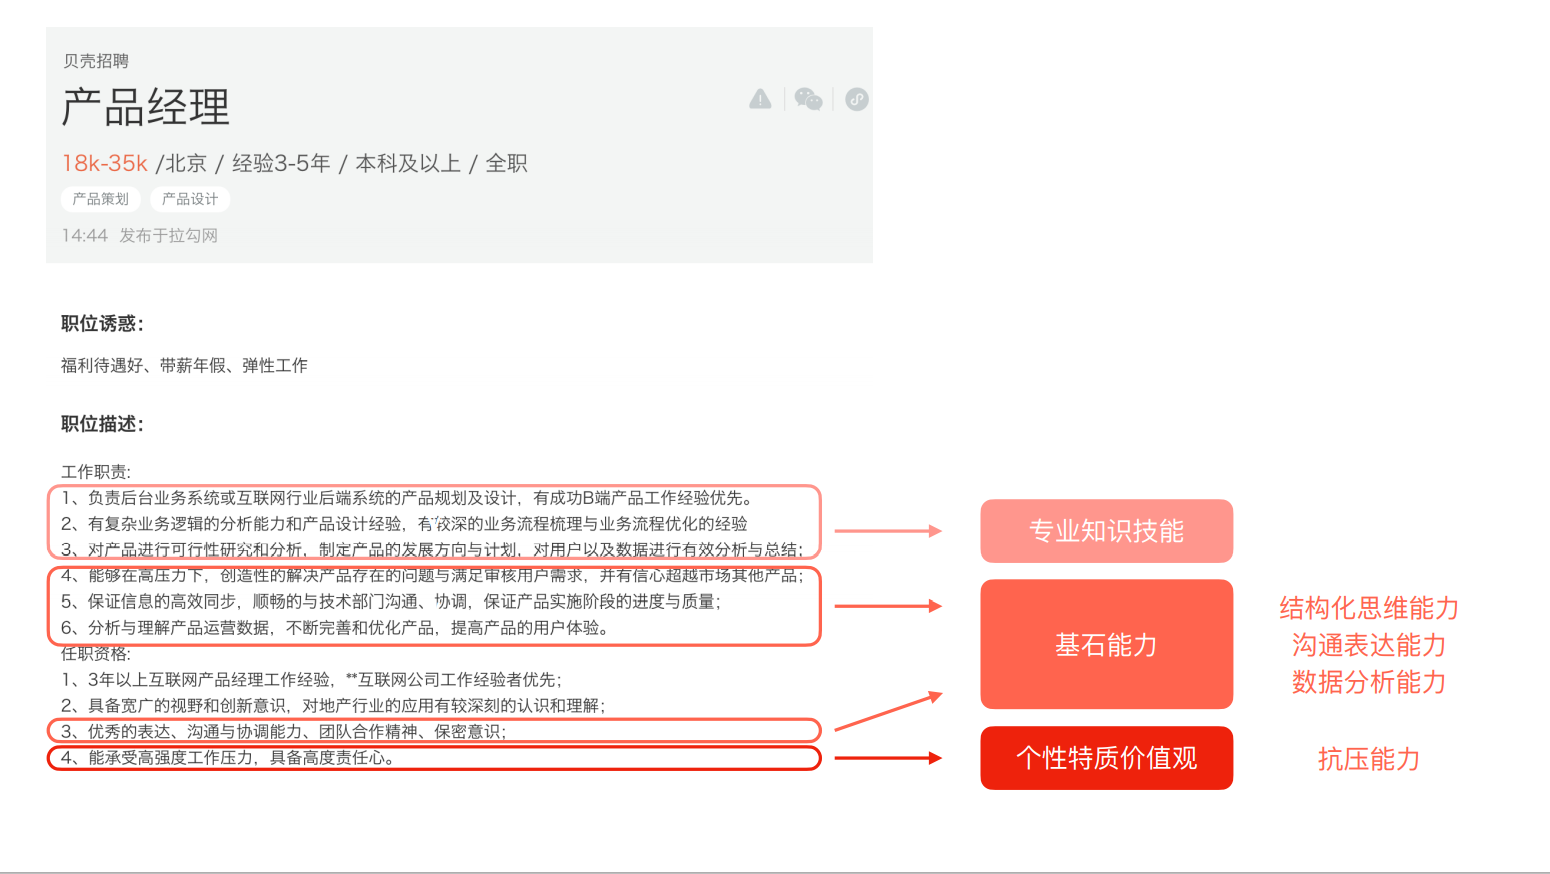 贝壳招聘
产品经理
18k-35k /北京 / 经验3-5年 / 本科及以上 / 全职
产品策划 产品设计
14:44 发布于拉勾网
职位诱惑：
福利待遇好、带薪年假、弹性工作
职位描述：
工作职责:
1、负责后台业务系统或互联网行业后端系统的产品规划及设计，有成功B端产品工作经验优先。
2、有复杂业务逻辑的分析能力和产品设计经验，有较深的业务流程梳理与业务流程优化的经验
3、对产品进行可行性研究和分析，制定产品的发展方向与计划，对用户以及数据进行有效分析与总结；
4、能够在高压力下，创造性的解决产品存在的问题与满足审核用户需求，并有信心超越市场其他产品；
5、保证信息的高效同步，顺畅的与技术部门沟通、协调，保证产品实施阶段的进度与质量；
6、分析与理解产品运营数据，不断完善和优化产品，提高产品的用户体验。
任职资格:
1、3年以上互联网产品经理工作经验，**互联网公司工作经验者优先；
2、具备宽广的视野和创新意识，对地产行业的应用有较深刻的认识和理解；
3、优秀的表达、沟通与协调能力、团队合作精神、保密意识；
4、能承受高强度工作压力，具备高度责任心。
专业知识技能
基石能力
结构化思维能力
沟通表达能力
数据分析能力
个性特质价值观
抗压能力